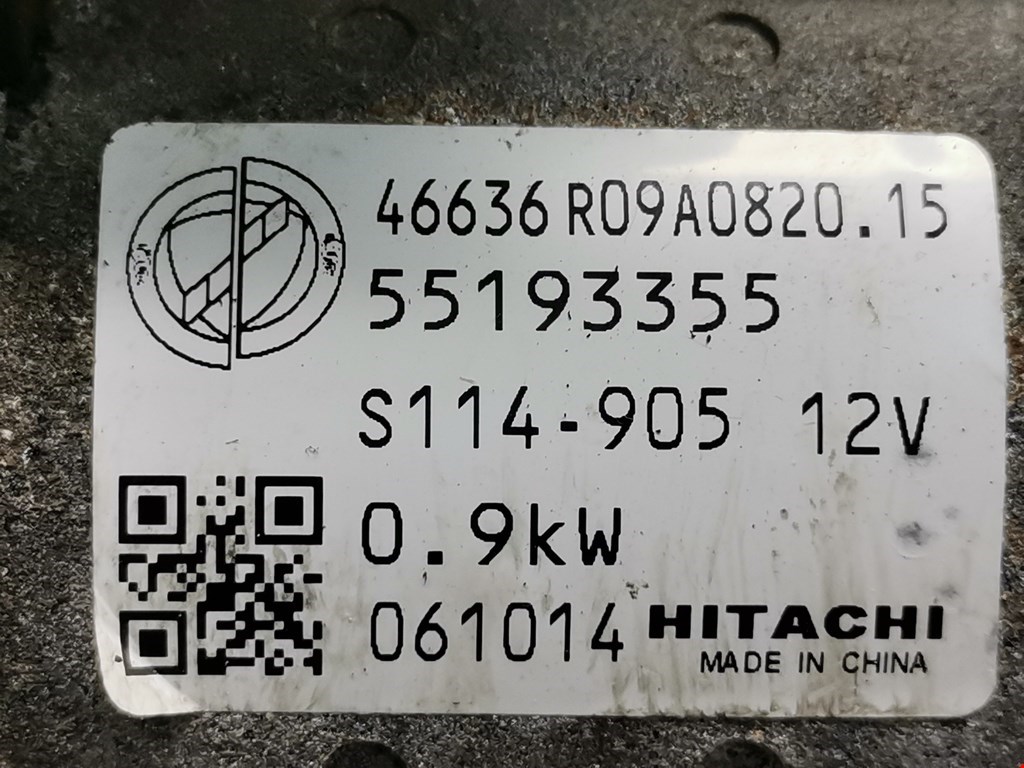 46636 R09A0820.15
55193355
S114-905 12V
0.9kW
061014 HITACHI
MADE IN CHINA